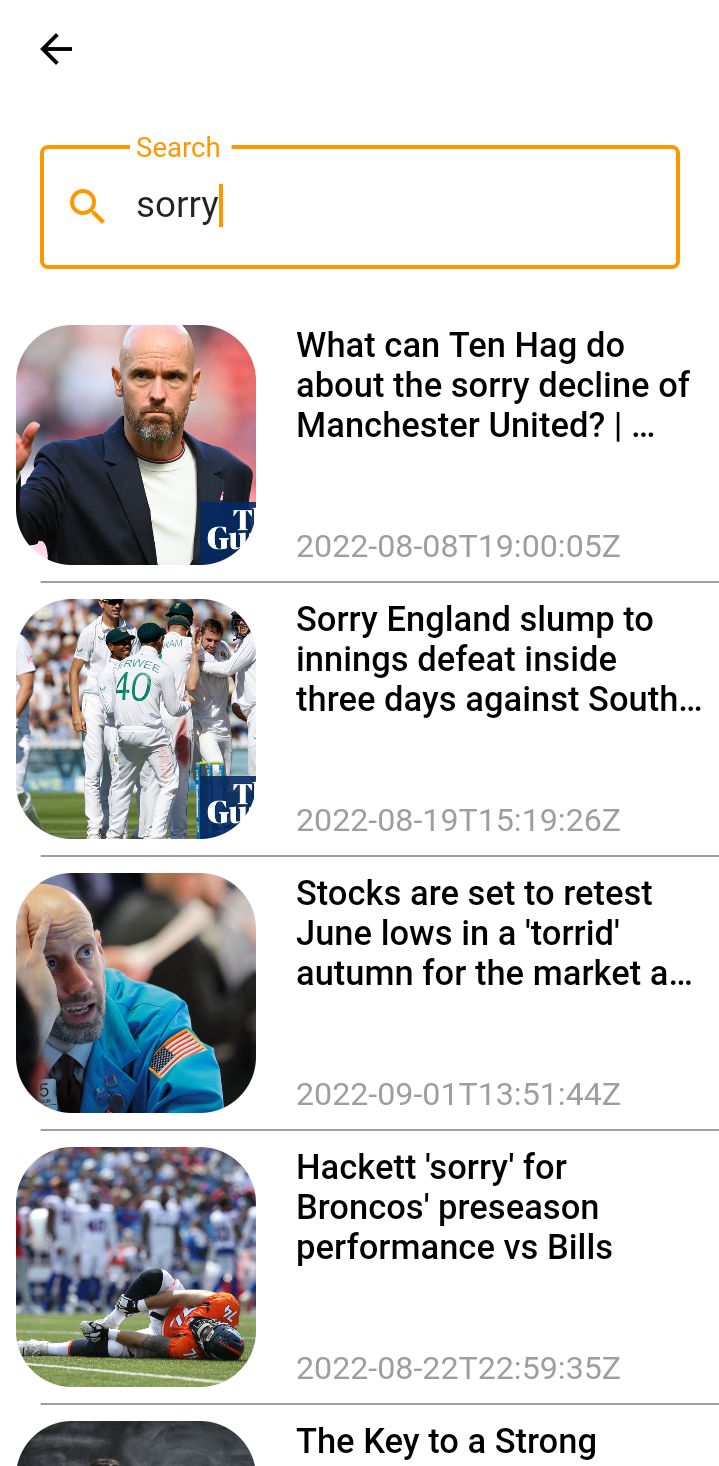 Search
sorry
What can Ten Hag do
about the sorry decline of
Manchester United? | ...
2022-08-08T19:00:05Z
Sorry England slump to
innings defeat inside
three days against South...
2022-08-19T15:19:26Z
40
Stocks are set to retest
June lows in a 'torrid'
autumn for the market a...
2022-09-01T13:51:44Z
5
Hackett 'sorry' for
Broncos' preseason
performance vs Bills
2022-08-22T22:59:35Z
74
The Key to a Strong